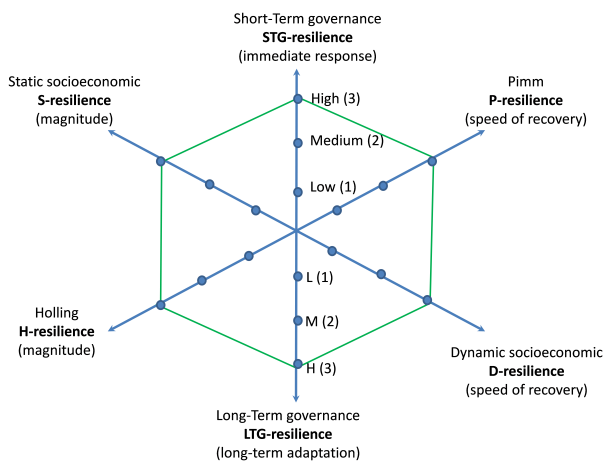 Short-Term governance
STG-resilience
(immediate response)
Static socioeconomic
S-resilience
(magnitude)
Pimm
P-resilience
(speed of recovery)
High (3)
Medium (2)
Low (1)
L (1)
M (2)
H (3)
Holling
H-resilience
(magnitude)
Dynamic socioeconomic
D-resilience
(speed of recovery)
Long-Term governance
LTG-resilience
(long-term adaptation)